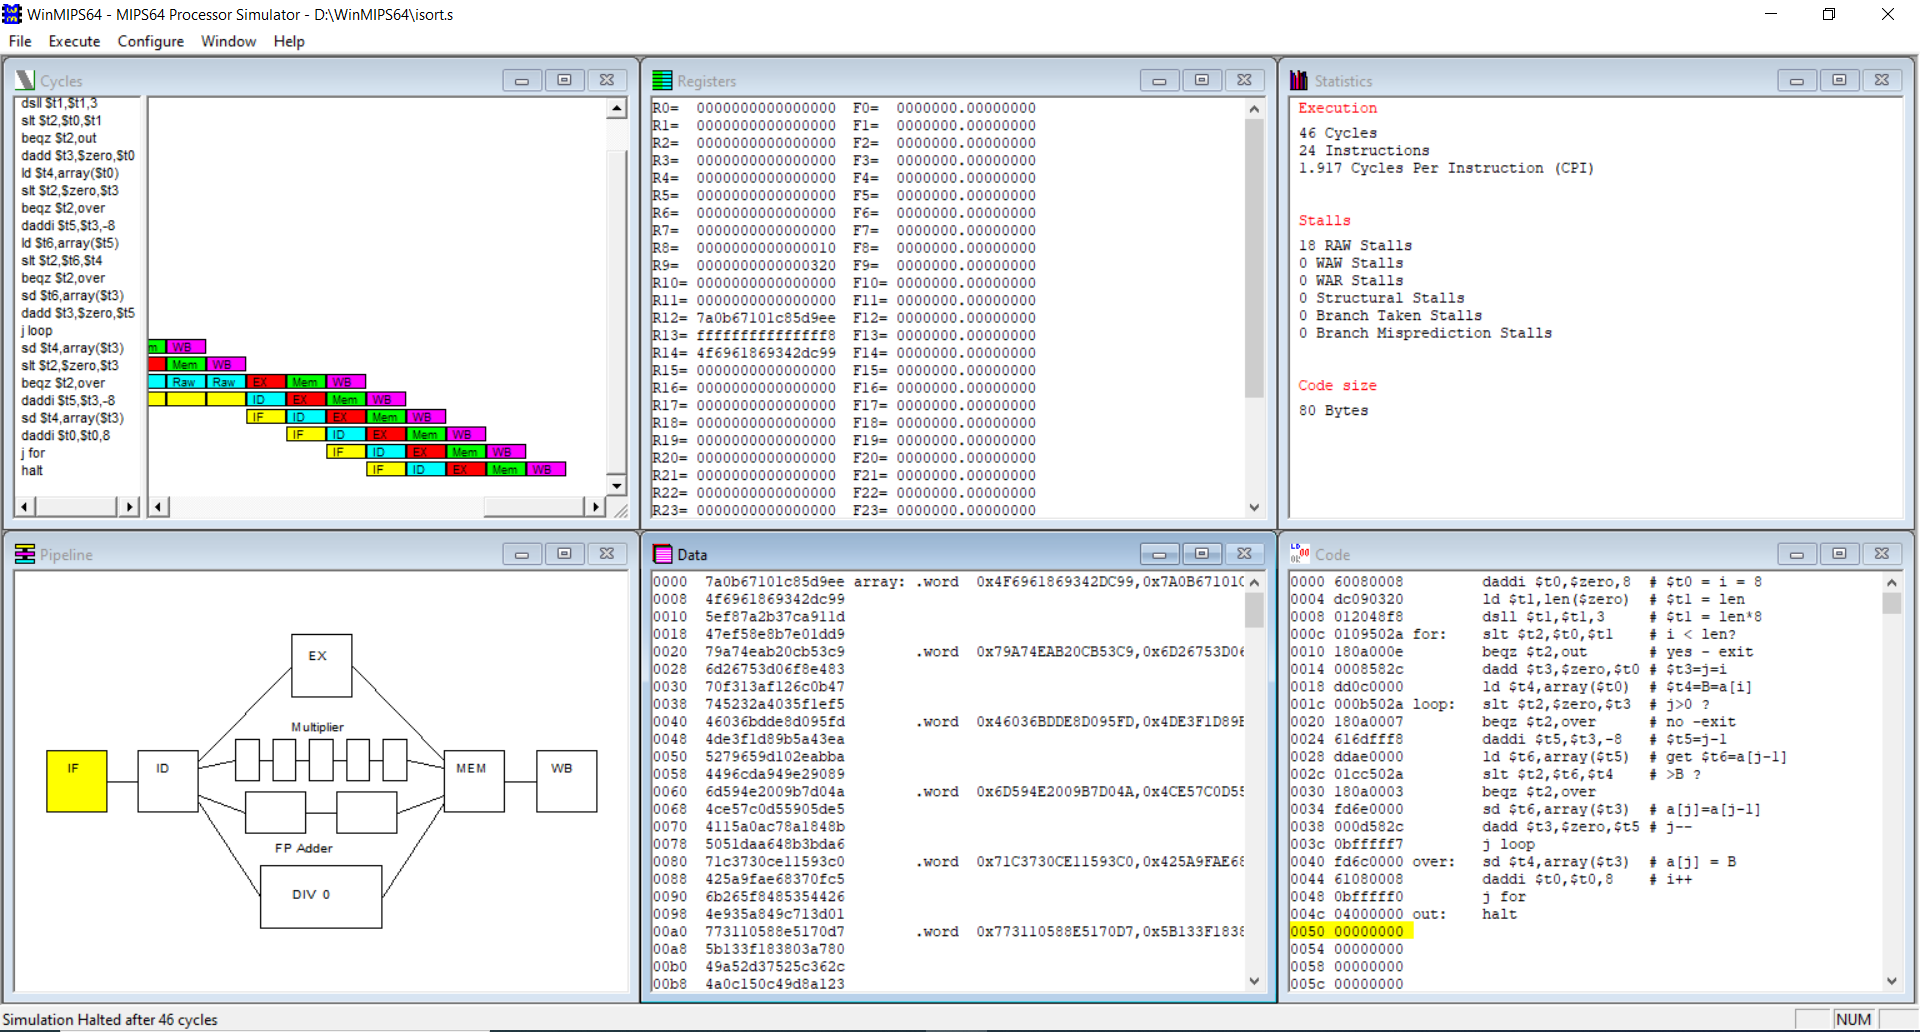 WinMIPS64 - MIPS64 Processor Simulator - D:\WinMIPS64\isort.s
File Execute Configure Window Help
Cycles
dsll $t1,$t1,3
slt $t2,$t0,$t1
beqz $t2,out
dadd $t3,$zero,$t0
ld $t4,array($t0)
slt $t2,$zero,$t3
beqz $t2,over
daddi $t5,$t3,-8
ld $t6,array($t5)
slt $t2,$t6,$t4
beqz $t2,over
sd $t6,array($t3)
dadd $t3,$zero,$t5
j loop
sd $t4,array($t3)
slt $t2,$zero,$t3
beqz $t2,over
daddi $t5,$t3,-8
sd $t4,array($t3)
daddi $t0,$t0,8
j for
halt
m WB
Mem WB
Raw Raw EX Mem WB
ID EX Mem WB
IF ID EX Mem WB
IF ID EX Mem WB
IF ID EX Mem WB
IF ID EX Mem WB
Registers
R0= 0000000000000000 F0= 0000000.00000000
R1= 0000000000000000 F1= 0000000.00000000
R2= 0000000000000000 F2= 0000000.00000000
R3= 0000000000000000 F3= 0000000.00000000
R4= 0000000000000000 F4= 0000000.00000000
R5= 0000000000000000 F5= 0000000.00000000
R6= 0000000000000000 F6= 0000000.00000000
R7= 0000000000000000 F7= 0000000.00000000
R8= 0000000000000010 F8= 0000000.00000000
R9= 0000000000000320 F9= 0000000.00000000
R10= 0000000000000000 F10= 0000000.00000000
R11= 0000000000000000 F11= 0000000.00000000
R12= 7a0b67101c85d9ee F12= 0000000.00000000
R13= fffffffffffffff8 F13= 0000000.00000000
R14= 4f6961869342dc99 F14= 0000000.00000000
R15= 0000000000000000 F15= 0000000.00000000
R16= 0000000000000000 F16= 0000000.00000000
R17= 0000000000000000 F17= 0000000.00000000
R18= 0000000000000000 F18= 0000000.00000000
R19= 0000000000000000 F19= 0000000.00000000
R20= 0000000000000000 F20= 0000000.00000000
R21= 0000000000000000 F21= 0000000.00000000
R22= 0000000000000000 F22= 0000000.00000000
R23= 0000000000000000 F23= 0000000.00000000
Statistics
Execution
46 Cycles
24 Instructions
1.917 Cycles Per Instruction (CPI)
Stalls
18 RAW Stalls
0 WAW Stalls
0 WAR Stalls
0 Structural Stalls
0 Branch Taken Stalls
0 Branch Misprediction Stalls
Code size
80 Bytes
Pipeline
EX
Multiplier
IF ID MEM WB
FP Adder
DIV 0
Data
0000 7a0b67101c85d9ee array: .word 0x4F6961869342DC99,0x7A0B67101C
0008 4f6961869342dc99
0010 5ef87a2b37ca911d
0018 47ef58e8b7e01dd9
0020 79a74eab20cb53c9 .word 0x79A74EAB20CB53C9,0x6D26753D06
0028 6d26753d06f8e483
0030 70f313af126c0b47
0038 745232a4035f1ef5
0040 46036bdde8d095fd .word 0x46036BDDE8D095FD,0x4DE3F1D89B
0048 4de3f1d89b5a43ea
0050 5279659d102eabba
0058 4496cda949e29089
0060 6d594e2009b7d04a .word 0x6D594E2009B7D04A,0x4CE57C0D55
0068 4ce57c0d55905de5
0070 4115a0ac78a1848b
0078 5051daa648b3bda6
0080 71c3730ce11593c0 .word 0x71C3730CE11593C0,0x425A9FAE68
0088 425a9fae68370fc5
0090 6b265f8485354426
0098 4e935a849c713d01
00a0 773110588e5170d7 .word 0x773110588E5170D7,0x5B133F1838
00a8 5b133f183803a780
00b0 49a52d37525c362c
00b8 4a0c150c49d8a123
Code
0000 60080008 daddi $t0,$zero,8 # $t0 = i = 8
0004 dc090320 ld $t1,len($zero) # $t1 = len
0008 012048f8 dsll $t1,$t1,3 # $t1 = len*8
000c 0109502a for: slt $t2,$t0,$t1 # i < len?
0010 180a000e beqz $t2,out # yes - exit
0014 0008582c dadd $t3,$zero,$t0 # $t3=j=i
0018 dd0c0000 ld $t4,array($t0) # $t4=B=a[i]
001c 000b502a loop: slt $t2,$zero,$t3 # j>0 ?
0020 180a0007 beqz $t2,over # no -exit
0024 616dfff8 daddi $t5,$t3,-8 # $t5=j-1
0028 ddae0000 ld $t6,array($t5) # get $t6=a[j-1]
002c 01cc502a slt $t2,$t6,$t4 # >B ?
0030 180a0003 beqz $t2,over
0034 fd6e0000 sd $t6,array($t3) # a[j]=a[j-1]
0038 000d582c dadd $t3,$zero,$t5 # j--
003c 0bfffff7 j loop
0040 fd6c0000 over: sd $t4,array($t3) # a[j] = B
0044 61080008 daddi $t0,$t0,8 # i++
0048 0bfffff0 j for
004c 04000000 out: halt
0050 00000000
0054 00000000
0058 00000000
005c 00000000
Simulation Halted after 46 cycles
NUM